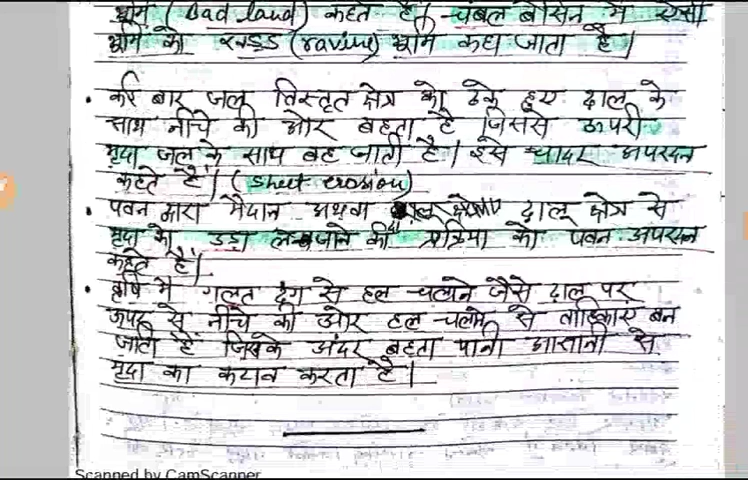 भूमि (Bad land) कहते हैं। चंबल बेसिन में ऐसी
भूमि को खड्ड (ravine) भूमि कहा जाता है।
• कई बार जल विस्तृत क्षेत्र को ढके हुए ढाल के
साथ नीचे की ओर बहता है जिससे ऊपरी
मृदा जल के साथ बह जाती है। इसे चादर अपरदन
कहते हैं। (sheet erosion)
• पवन द्वारा मैदान अथवा ढालू क्षेत्र से
मृदा को उड़ा ले जाने की प्रक्रिया को पवन अपरदन
कहते हैं।
• कृषि में गलत ढंग से हल चलाने जैसे ढाल पर
ऊपर से नीचे की ओर हल चलाने से वाहिकाएं बन
जाती हैं जिसके अंदर बहता पानी आसानी से
मृदा का कटाव करता है।
Scanned by CamScanner